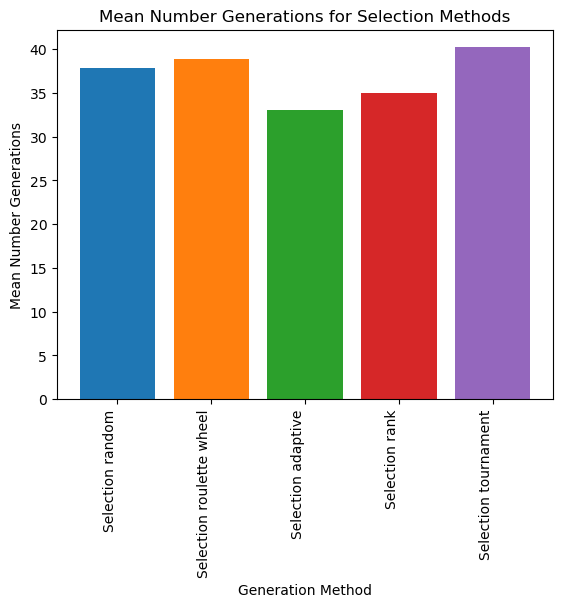 Mean Number Generations for Selection Methods
Mean Number Generations
40
35
30
25
20
15
10
5
0
Selection random
Selection roulette wheel
Selection adaptive
Selection rank
Selection tournament
Generation Method